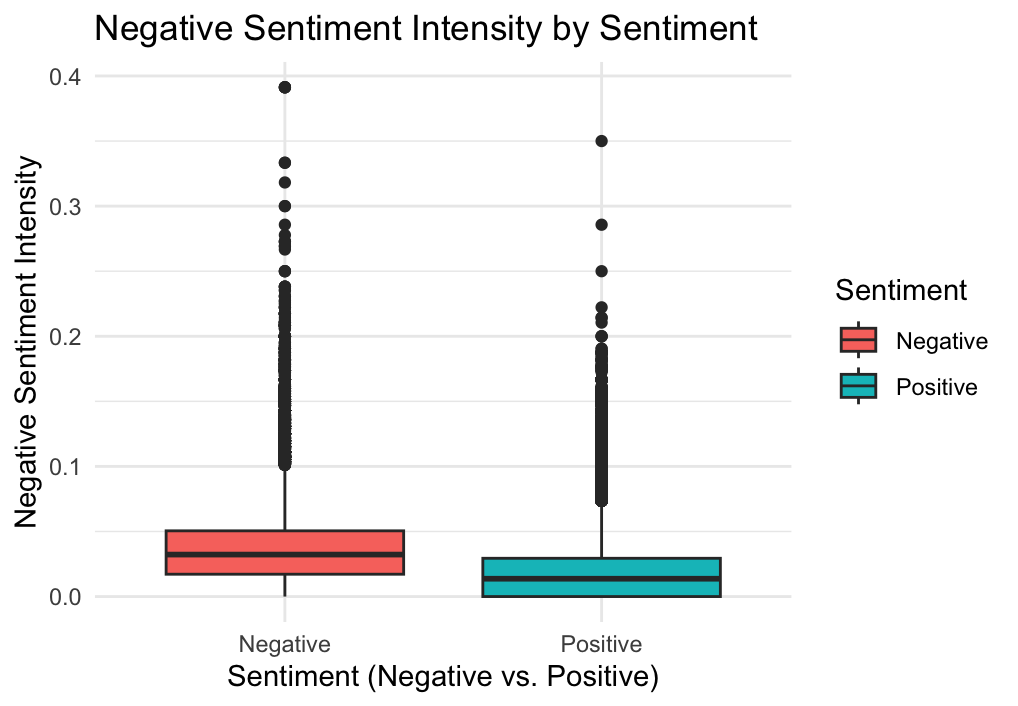 Negative Sentiment Intensity by Sentiment
Negative Sentiment Intensity
0.4
0.3
0.2
0.1
0.0
Negative
Positive
Sentiment (Negative vs. Positive)
Sentiment
Negative
Positive